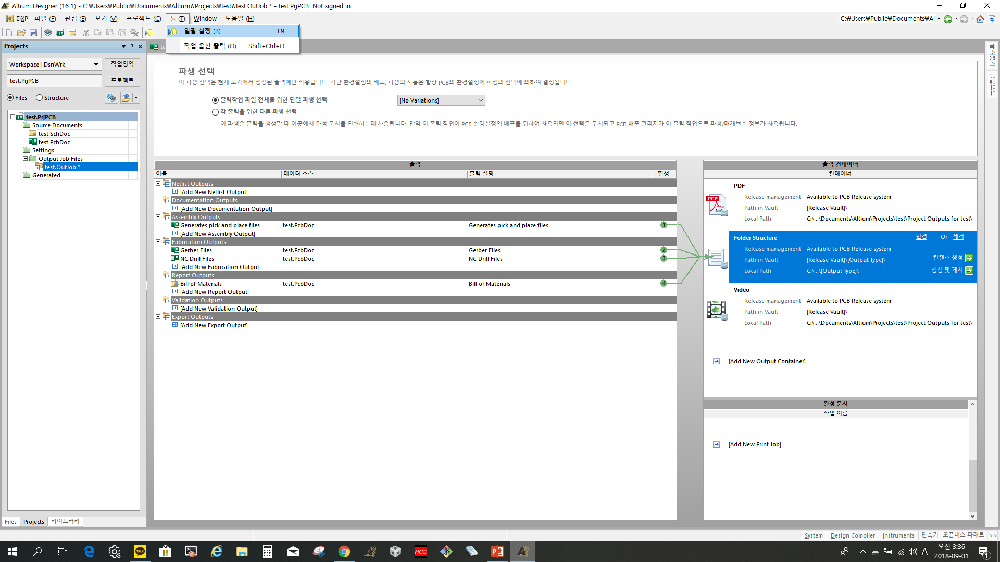 Altium Designer (16.1) - C:₩Users₩Public₩Documents₩Altium₩Projects₩test₩test.OutJob * - test.PrjPCB. Not signed in.
DXP 파일 (F) 편집 (E) 보기 (V) 프로젝트 (C) 툴 (T) Window 도움말 (H) C:₩Users₩Public₩Documents₩Al
일괄 실행 (B) F9
작업 옵션 출력 (O)... Shift+Ctrl+O
Projects
te
Workspace1.DsnWrk 작업영역
test.PrjPCB 프로젝트
Files Structure
test.PrjPCB
Source Documents
test.SchDoc
test.PcbDoc
Settings
Output Job Files
test.OutJob *
Generated
파생 선택
이 파생 선택은 현재 보기에서 생성된 출력에만 적용됩니다. 기판 환경설정의 배포, 파생의 사용은 항상 PCB의 환경설정에 파생의 선택에 의하여 결정됩니다
출력작업 파일 전체를 위한 단일 파생 선택 [No Variations]
각 출력을 위한 다른 파생 선택
이 파생은 출력을 생성할 때 이곳에서 완성 문서를 인쇄하는데 사용됩니다. 만약 이 출력 작업이 PCB 환경설정의 배포를 위하여 사용되면 이 선택은 무시되고 PCB 배포 관리자가 이 출력 작업으로 파생/매개변수 정보가 사용됩니다.
출력
이름 데이터 소스 출력 설명 활성
Netlist Outputs
[Add New Netlist Output]
Documentation Outputs
[Add New Documentation Output]
Assembly Outputs
Generates pick and place files test.PcbDoc Generates pick and place files 1
[Add New Assembly Output]
Fabrication Outputs
Gerber Files test.PcbDoc Gerber Files 2
NC Drill Files test.PcbDoc NC Drill Files 3
[Add New Fabrication Output]
Report Outputs
Bill of Materials test.PcbDoc Bill of Materials 4
[Add New Report Output]
Validation Outputs
[Add New Validation Output]
Export Outputs
[Add New Export Output]
출력 컨테이너
컨테이너
PDF
Release management Available to PCB Release system
Path in Vault [Release Vault]\
Local Path C:\...\Documents\Altium\Projects\test\Project Outputs for test\
Folder Structure 변경 Or 제거
Release management Available to PCB Release system
Path in Vault [Release Vault]\[Output Type]\ 컨텐츠 생성
Local Path C:\...\[Output Type]\ 생성 및 게시
Video
Release management Available to PCB Release system
Path in Vault [Release Vault]\
Local Path C:\...\Documents\Altium\Projects\test\Project Outputs for test\
[Add New Output Container]
완성 문서
작업 이름
[Add New Print Job]
즐겨찾기
클립보드
Files Projects 라이브러리
System Design Compiler Instruments 단축키 오픈버스 파래트 >>
TALK
HCG
A 오전 3:36
2018-09-01
1